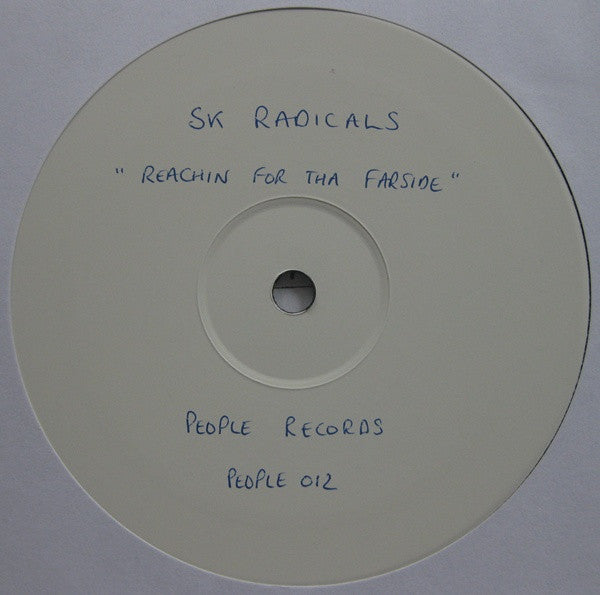 SK RADICALS
" REACHIN FOR THA FARSIDE "
PEOPLE RECORDS
PEOPLE 012